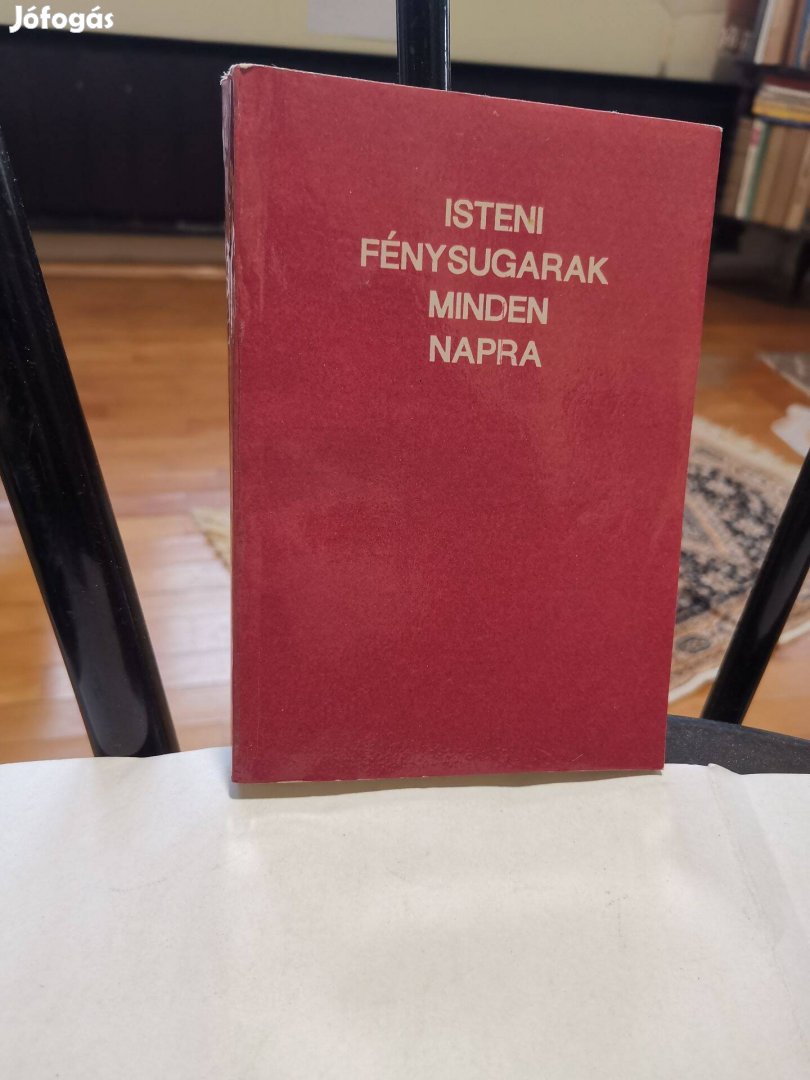 Jófogás
ISTENI
FÉNYSUGARAK
MINDEN
NAPRA